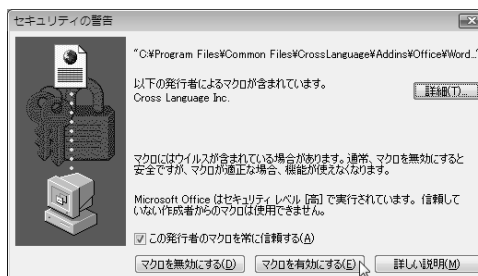 セキュリティの警告
"C:¥Program Files¥Common Files¥CrossLanguage¥Addins¥Office¥Word..."
以下の発行者によるマクロが含まれています。
Cross Language Inc.
詳細(T)...
マクロにはウイルスが含まれている場合があります。通常、マクロを無効にすると
安全ですが、マクロが適正な場合、機能が使えなくなります。
Microsoft Office はセキュリティ レベル [高] で実行されています。信頼して
いない作成者からのマクロは使用できません。
この発行者のマクロを常に信頼する(A)
マクロを無効にする(D) マクロを有効にする(E) 詳しい説明(M)